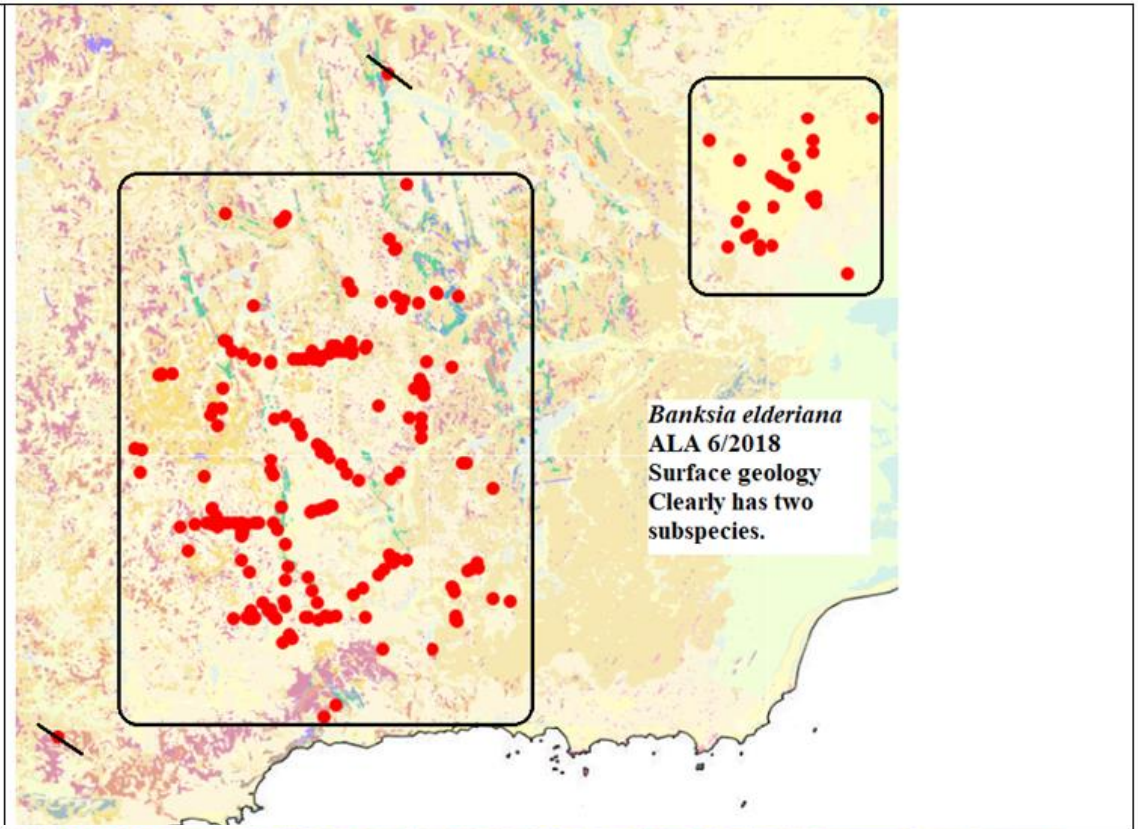 Banksia elderiana
ALA 6/2018
Surface geology
Clearly has two
subspecies.